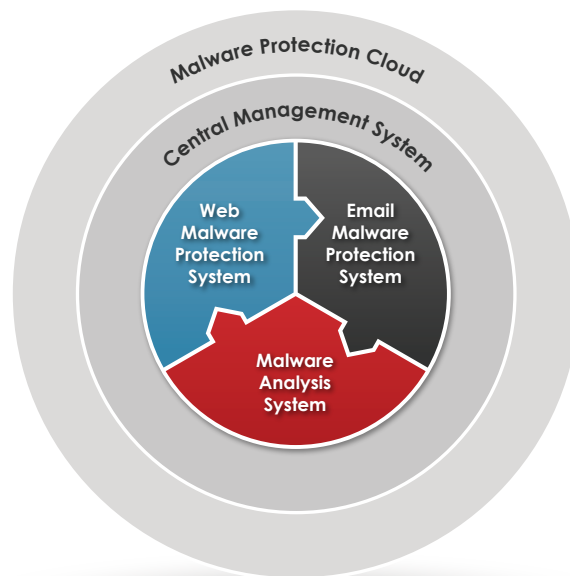 Malware Protection Cloud
Central Management System
Web
Malware
Protection
System
Email
Malware
Protection
System
Malware
Analysis
System